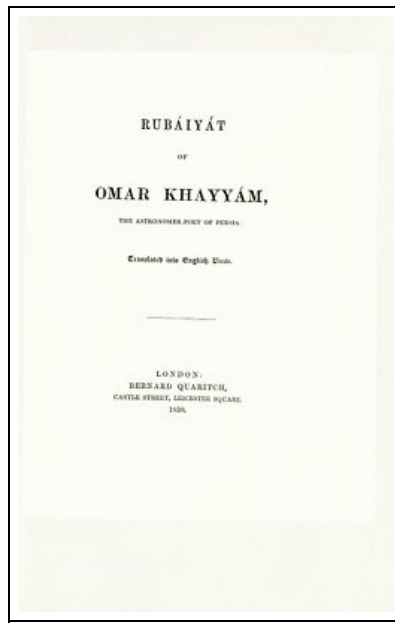 RUBÁIYÁT
OF
OMAR KHAYYÁM,
THE ASTRONOMER-POET OF PERSIA.
Translated into English Verse.
LONDON:
BERNARD QUARITCH,
CASTLE STREET, LEICESTER SQUARE.
1859.